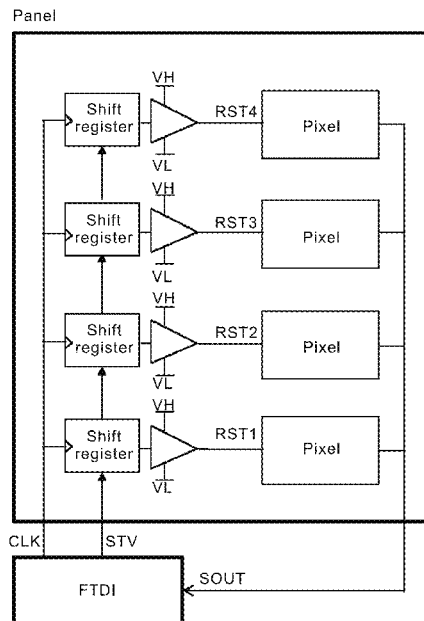 Panel
VH
Shift
register
RST4
Pixel
VL
VH
Shift
register
RST3
Pixel
VL
VH
Shift
register
RST2
Pixel
VL
VH
Shift
register
RST1
Pixel
VL
CLK
STV
SOUT
FTDI